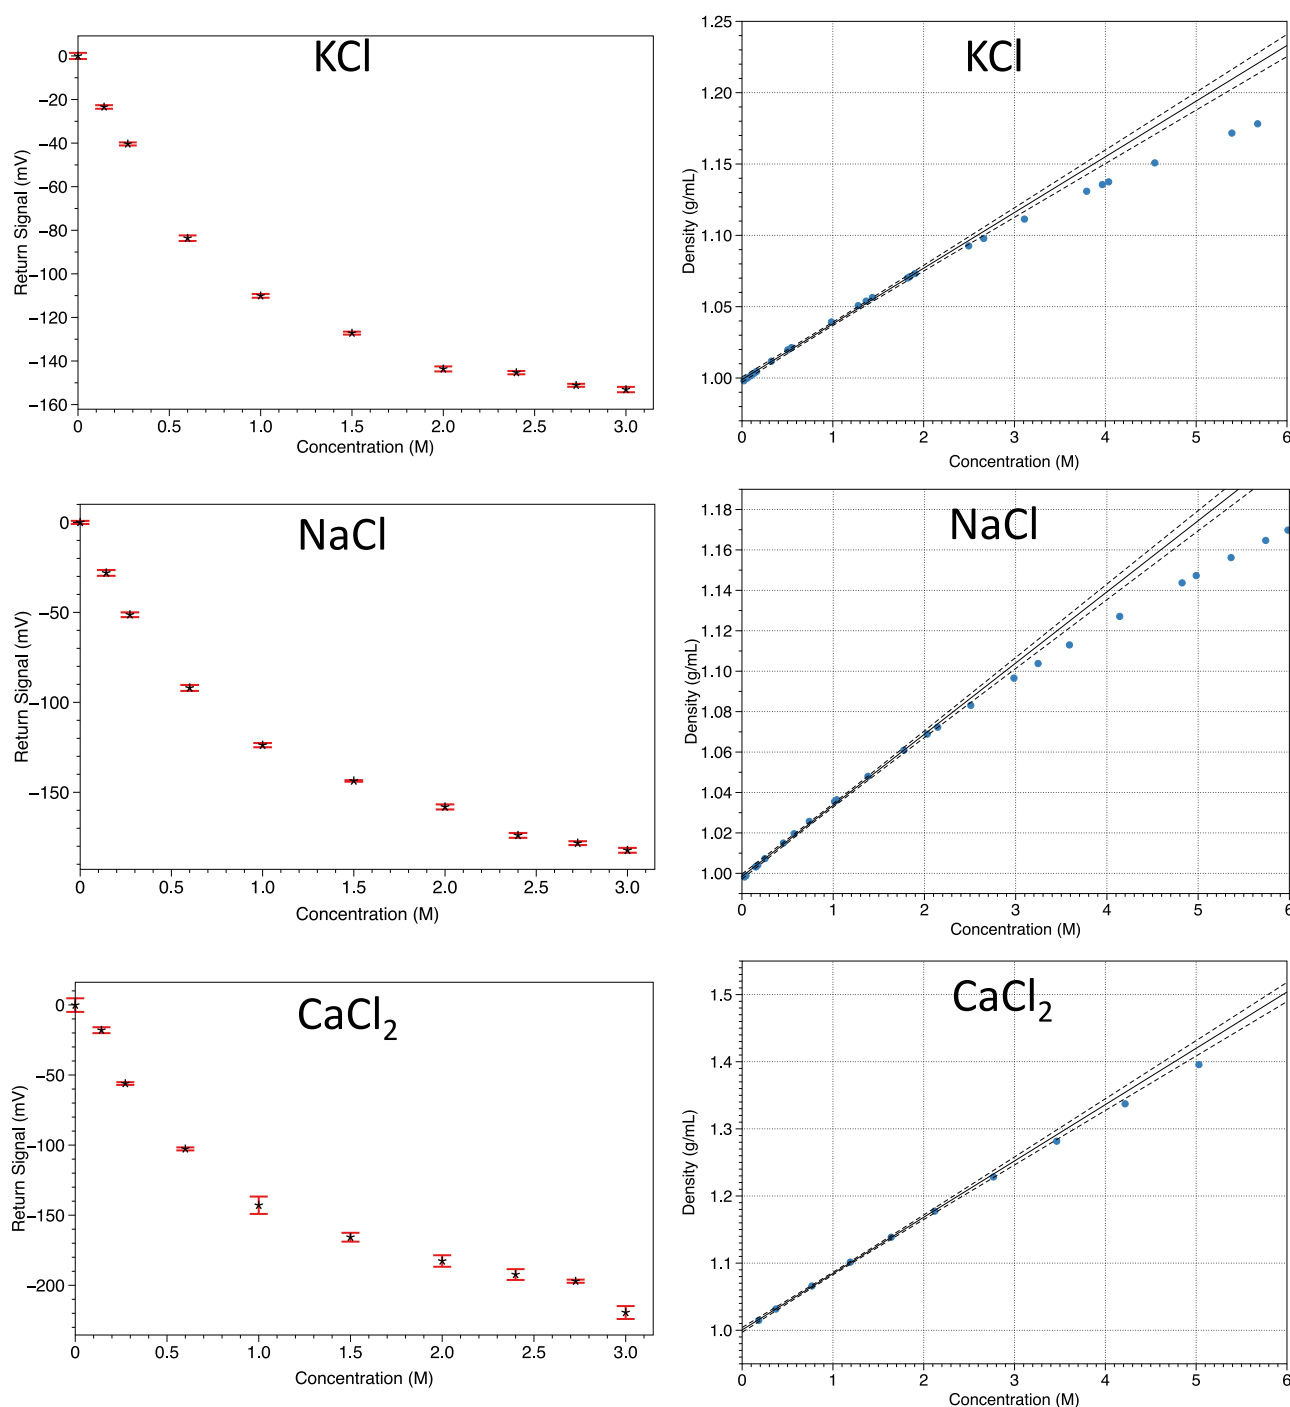 KCl
Return Signal (mV)
0
−20
−40
−60
−80
−100
−120
−140
−160
0 0.5 1.0 1.5 2.0 2.5 3.0
Concentration (M)
KCl
Density (g/mL)
1.25
1.20
1.15
1.10
1.05
1.00
0 1 2 3 4 5 6
Concentration (M)
NaCl
Return Signal (mV)
0
−50
−100
−150
0 0.5 1.0 1.5 2.0 2.5 3.0
Concentration (M)
NaCl
Density (g/mL)
1.18
1.16
1.14
1.12
1.10
1.08
1.06
1.04
1.02
1.00
0 1 2 3 4 5 6
Concentration (M)
CaCl₂
Return Signal (mV)
0
−50
−100
−150
−200
0 0.5 1.0 1.5 2.0 2.5 3.0
Concentration (M)
CaCl₂
Density (g/mL)
1.5
1.4
1.3
1.2
1.1
1.0
0 1 2 3 4 5 6
Concentration (M)